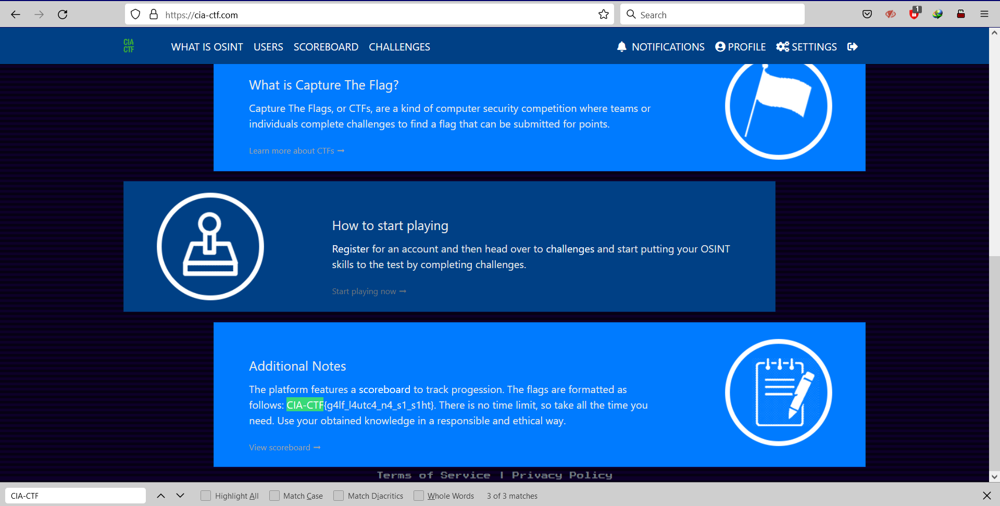 https://cia-ctf.com
Search
1
CIA
CTF
WHAT IS OSINT USERS SCOREBOARD CHALLENGES NOTIFICATIONS PROFILE SETTINGS
What is Capture The Flag?
Capture The Flags, or CTFs, are a kind of computer security competition where teams or
individuals complete challenges to find a flag that can be submitted for points.
Learn more about CTFs
How to start playing
Register for an account and then head over to challenges and start putting your OSINT
skills to the test by completing challenges.
Start playing now
Additional Notes
The platform features a scoreboard to track progession. The flags are formatted as
follows: CIA-CTF{g4lf_l4utc4_n4_s1_s1ht}. There is no time limit, so take all the time you
need. Use your obtained knowledge in a responsible and ethical way.
View scoreboard
Terms of Service | Privacy Policy
CIA-CTF Highlight All Match Case Match Diacritics Whole Words 3 of 3 matches